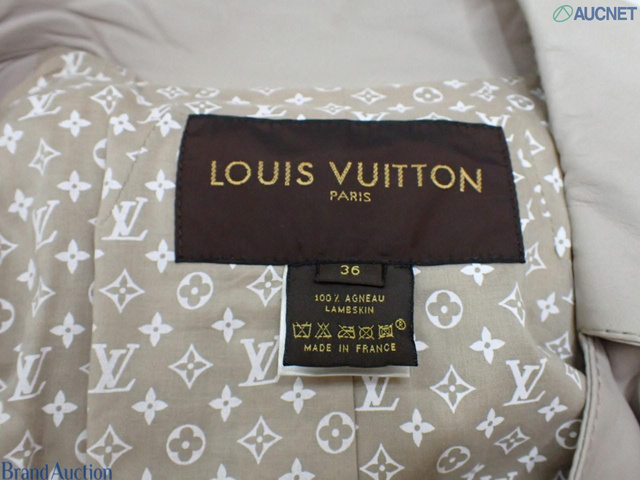 AUCNET
LOUIS VUITTON
PARIS
36
100% AGNEAU
LAMBSKIN
®
MADE IN FRANCE
Brand Auction